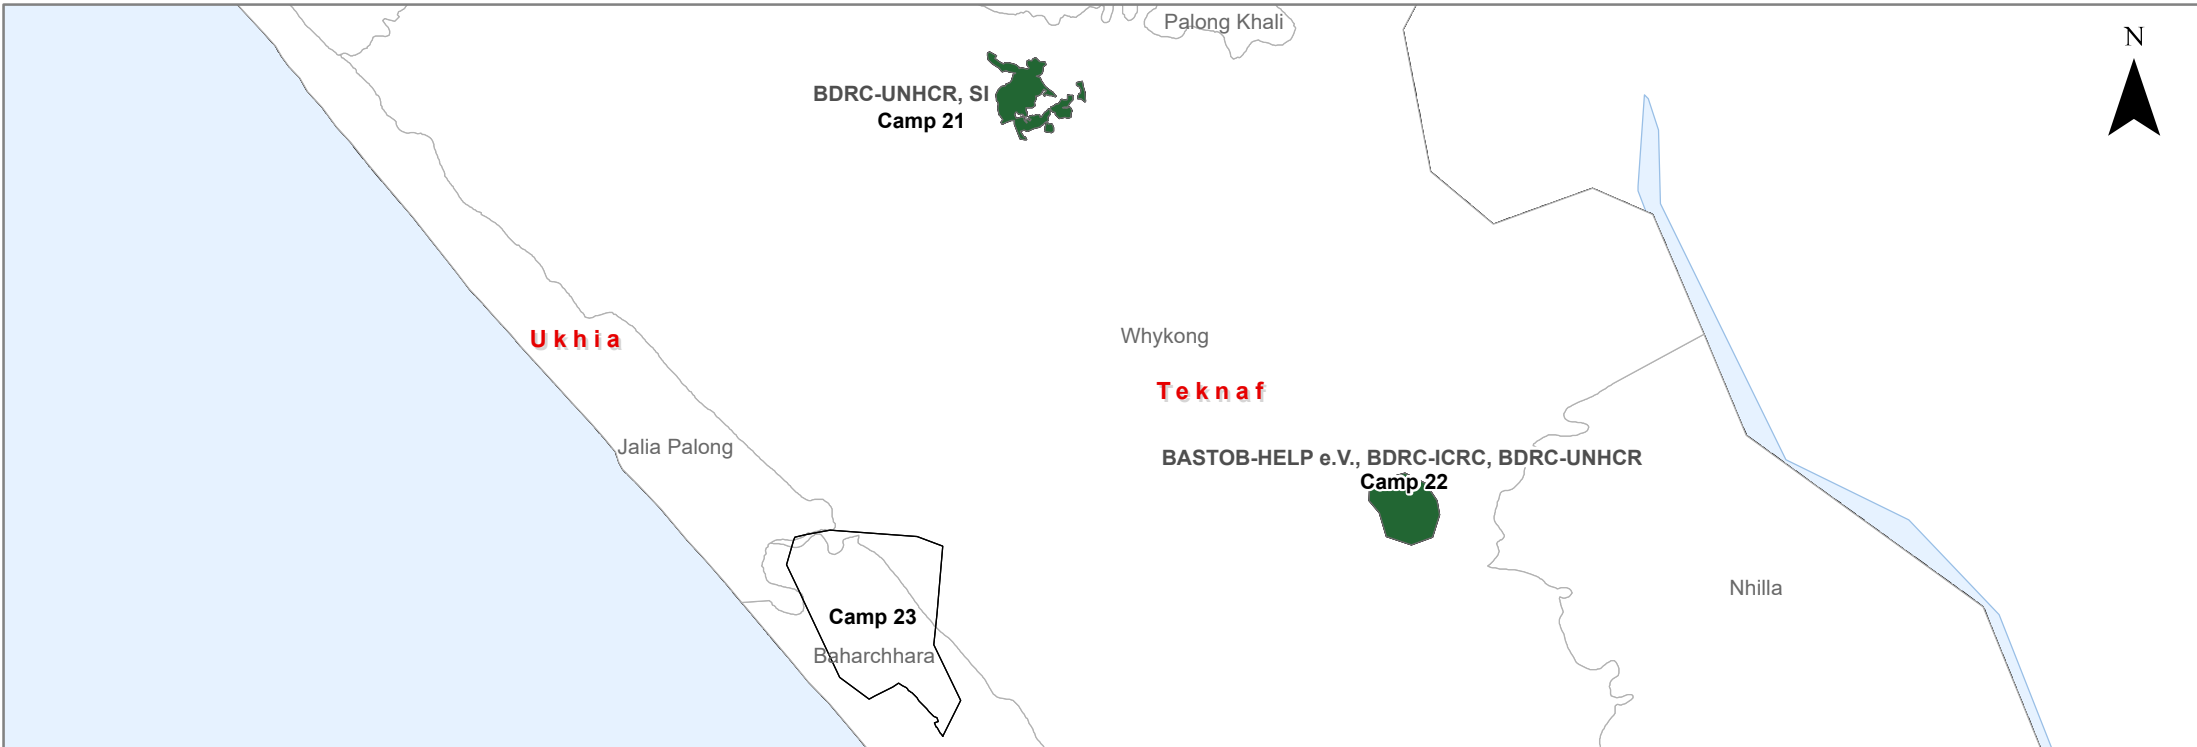 Palong Khali
N
BDRC-UNHCR, SI
Camp 21
Ukhia
Whykong
Teknaf
Jalia Palong
BASTOB-HELP e.V., BDRC-ICRC, BDRC-UNHCR
Camp 22
Nhilla
Camp 23
Baharchhara